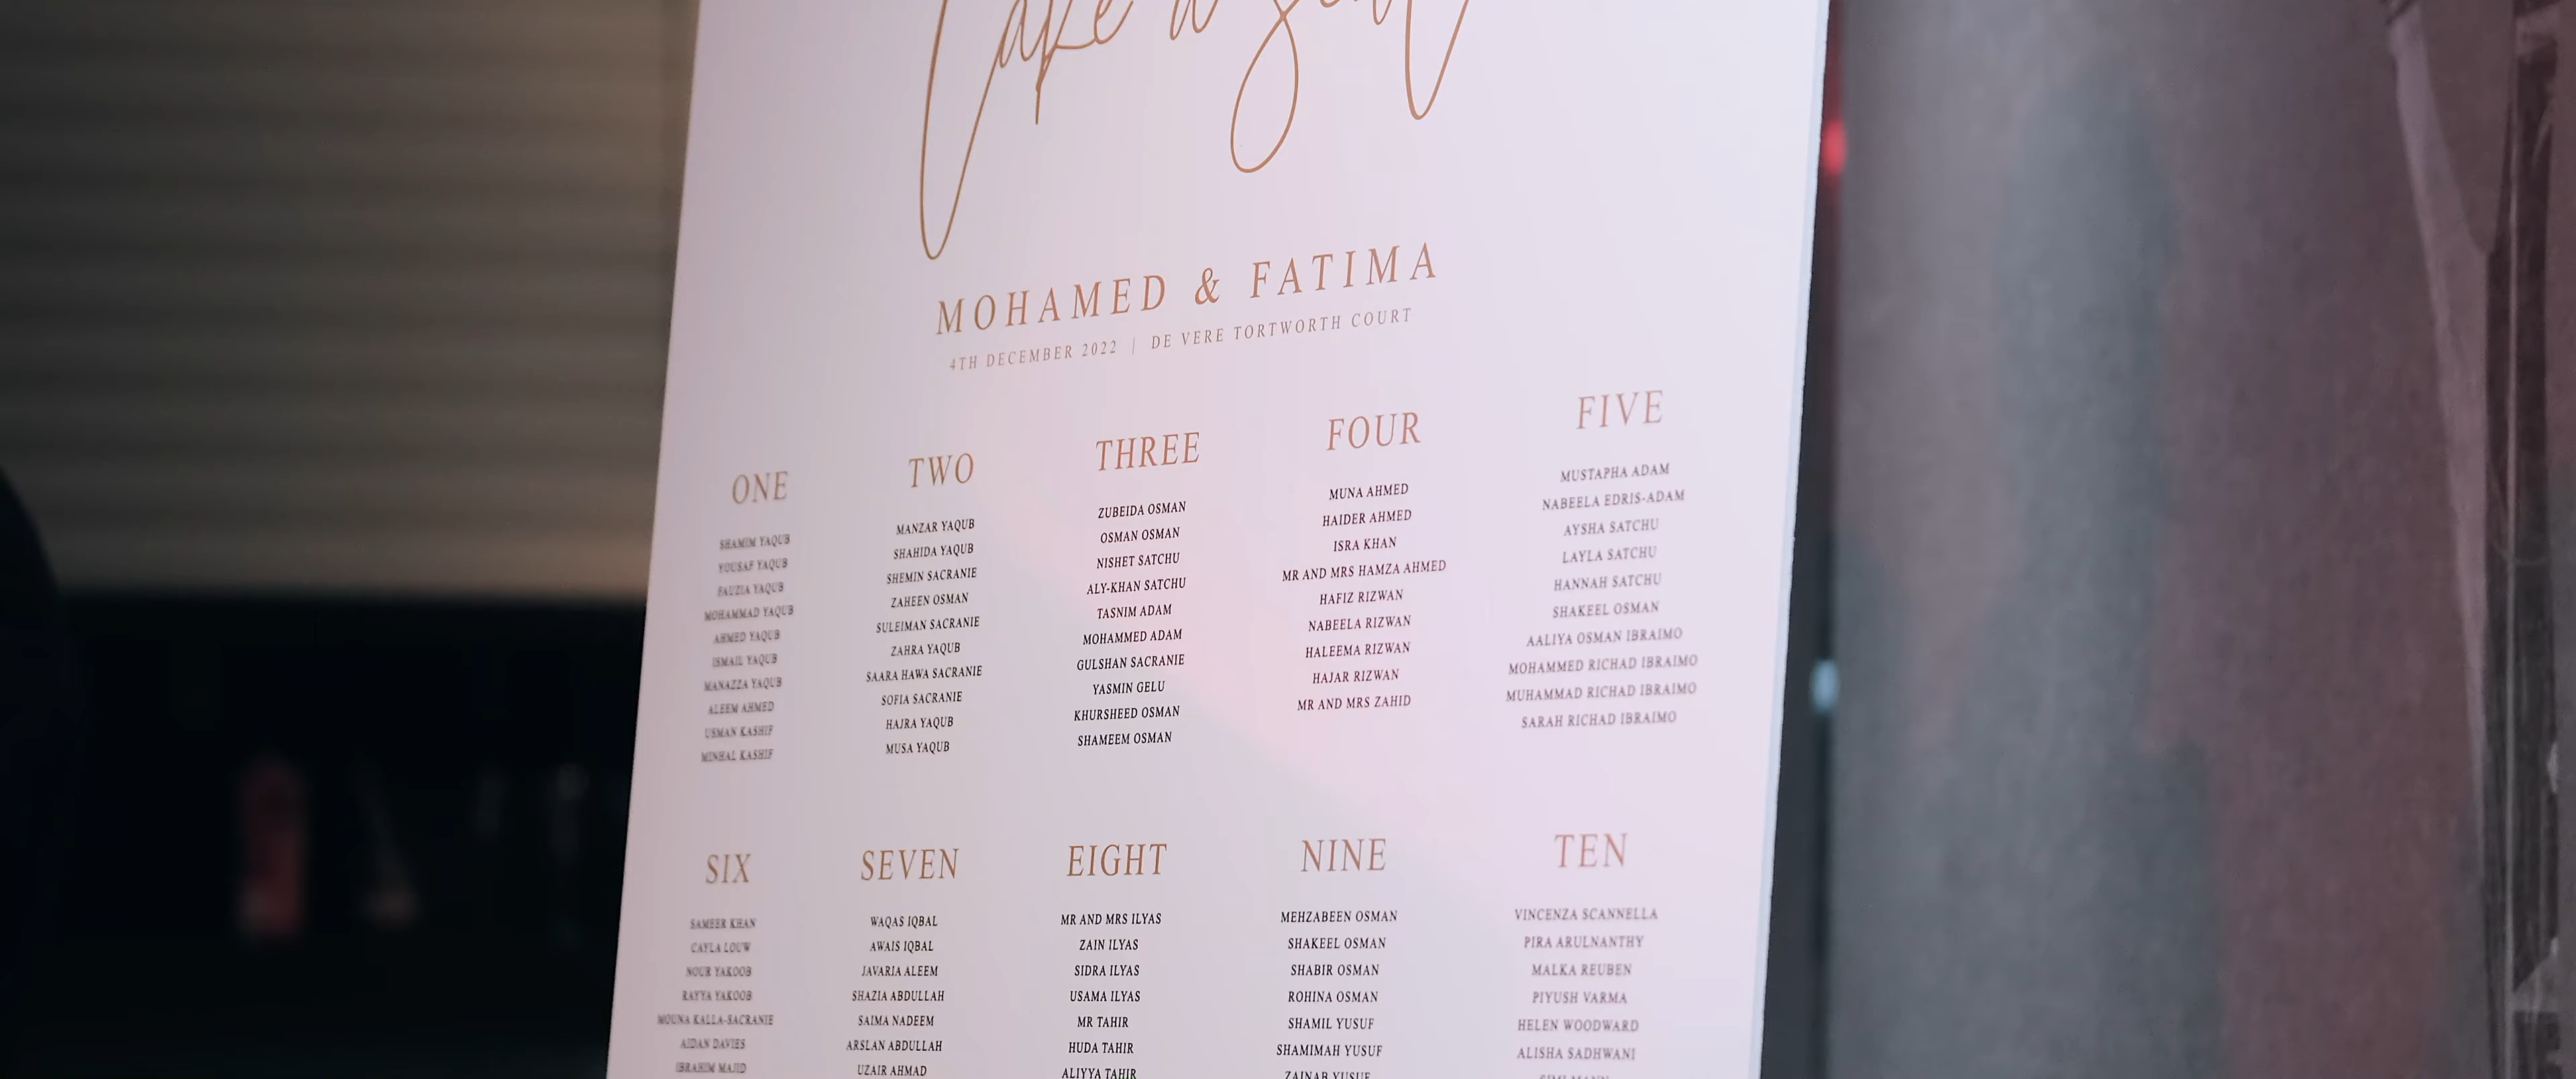 Take a seat
MOHAMED & FATIMA
4TH DECEMBER 2022 | DE VERE TORTWORTH COURT
ONE
SHAMIM YAQUB
YOUSAF YAQUB
FAUZIA YAQUB
MOHAMMAD YAQUB
AHMED YAQUB
ISMAIL YAQUB
MANAZZA YAQUB
ALEEM AHMED
USMAN KASHIF
MINHAL KASHIF
TWO
MANZAR YAQUB
SHAHIDA YAQUB
SHEMIN SACRANIE
ZAHEEN OSMAN
SULEIMAN SACRANIE
ZAHRA YAQUB
SAARA HAWA SACRANIE
SOFIA SACRANIE
HAJRA YAQUB
MUSA YAQUB
THREE
ZUBEIDA OSMAN
OSMAN OSMAN
NISHET SATCHU
ALY-KHAN SATCHU
TASNIM ADAM
MOHAMMED ADAM
GULSHAN SACRANIE
YASMIN GELU
KHURSHEED OSMAN
SHAMEEM OSMAN
FOUR
MUNA AHMED
HAIDER AHMED
ISRA KHAN
MR AND MRS HAMZA AHMED
HAFIZ RIZWAN
NABEELA RIZWAN
HALEEMA RIZWAN
HAJAR RIZWAN
MR AND MRS ZAHID
FIVE
MUSTAPHA ADAM
NABEELA EDRIS-ADAM
AYSHA SATCHU
LAYLA SATCHU
HANNAH SATCHU
SHAKEEL OSMAN
AALIYA OSMAN IBRAIMO
MOHAMMED RICHAD IBRAIMO
MUHAMMAD RICHAD IBRAIMO
SARAH RICHAD IBRAIMO
SIX
SAMEER KHAN
CAYLA LOUW
NOUR YAKOOB
RAYYA YAKOOB
MOUNA KALLA-SACRANIE
AIDAN DAVIES
IBRAHIM MAJID
SEVEN
WAQAS IQBAL
AWAIS IQBAL
JAVARIA ALEEM
SHAZIA ABDULLAH
SAIMA NADEEM
ARSLAN ABDULLAH
UZAIR AHMAD
EIGHT
MR AND MRS ILYAS
ZAIN ILYAS
SIDRA ILYAS
USAMA ILYAS
MR TAHIR
HUDA TAHIR
ALIYYA TAHIR
NINE
MEHZABEEN OSMAN
SHAKEEL OSMAN
SHABIR OSMAN
ROHINA OSMAN
SHAMIL YUSUF
SHAMIMAH YUSUF
ZAINAB YUSUF
TEN
VINCENZA SCANNELLA
PIRA ARULNANTHY
MALKA REUBEN
PIYUSH VARMA
HELEN WOODWARD
ALISHA SADHWANI